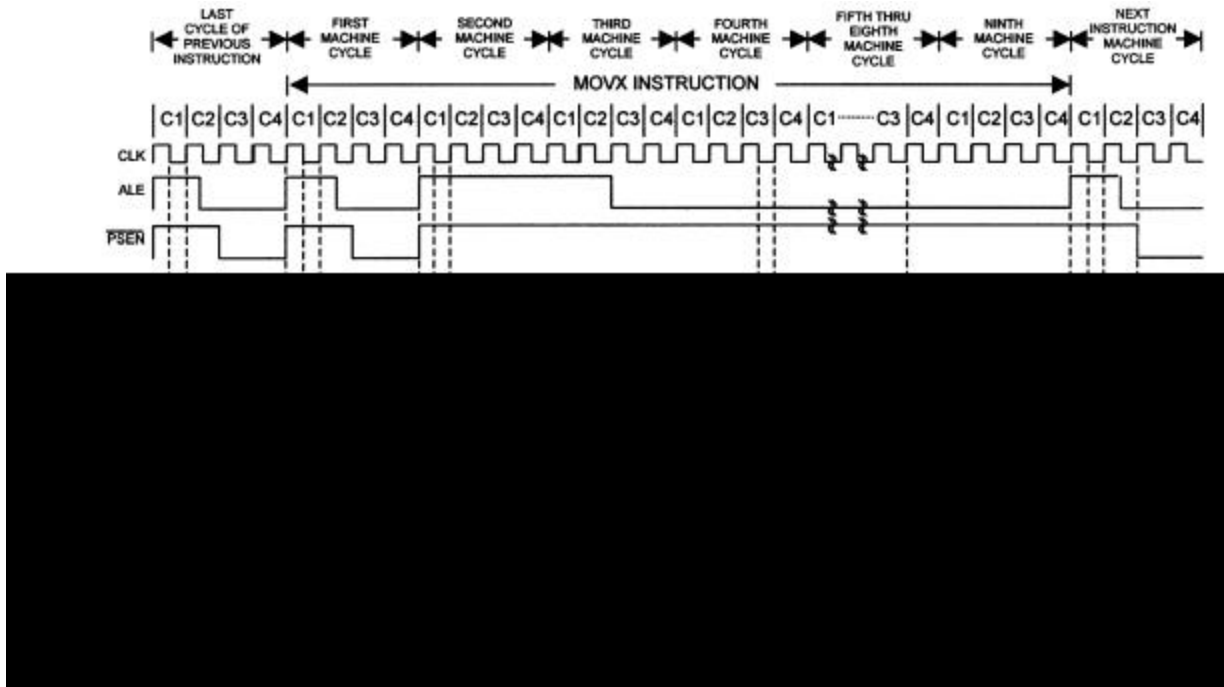 LAST
CYCLE OF
PREVIOUS
INSTRUCTION
FIRST
MACHINE
CYCLE
SECOND
MACHINE
CYCLE
THIRD
MACHINE
CYCLE
FOURTH
MACHINE
CYCLE
FIFTH THRU
EIGHTH
MACHINE
CYCLE
NINTH
MACHINE
CYCLE
NEXT
INSTRUCTION
MACHINE
CYCLE
MOVX INSTRUCTION
C1 C2 C3 C4 C1 C2 C3 C4 C1 C2 C3 C4 C1 C2 C3 C4 C1 C2 C3 C4 C1 ........ C3 C4 C1 C2 C3 C4 C1 C2 C3 C4
CLK
ALE
PSEN